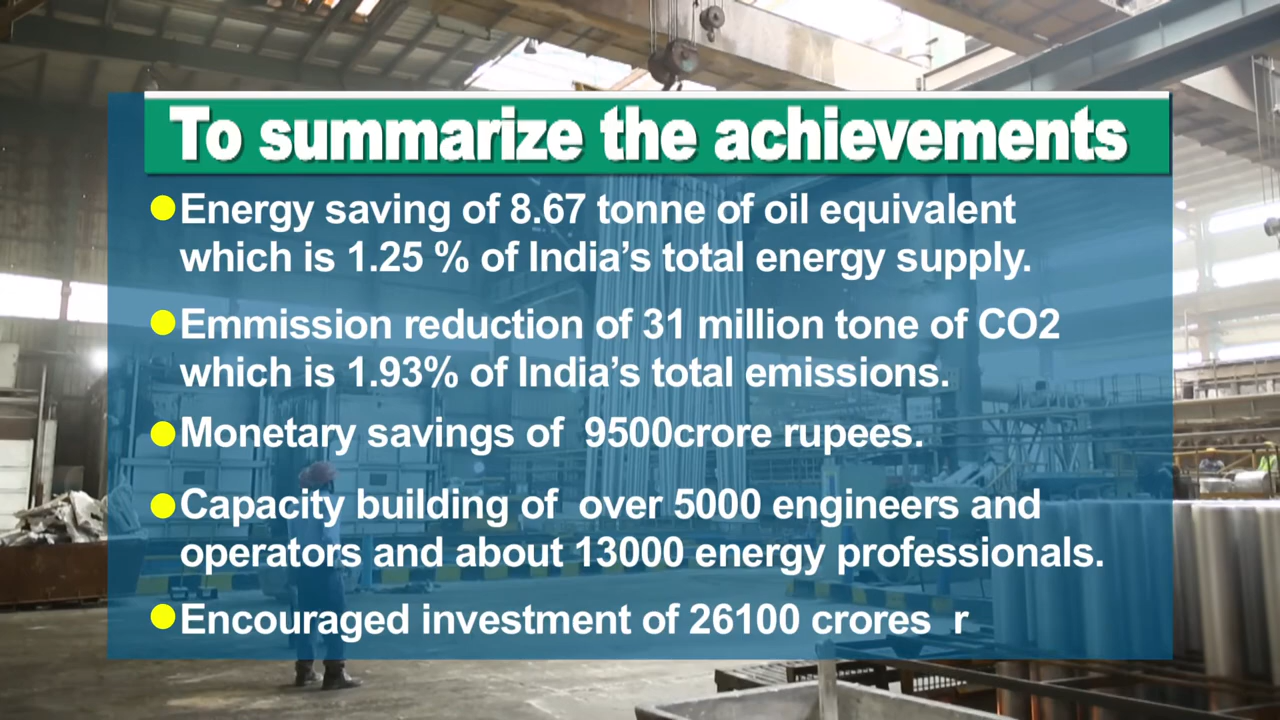 To summarize the achievements
Energy saving of 8.67 tonne of oil equivalent
which is 1.25 % of India’s total energy supply.
Emmission reduction of 31 million tone of CO2
which is 1.93% of India’s total emissions.
Monetary savings of 9500crore rupees.
Capacity building of over 5000 engineers and
operators and about 13000 energy professionals.
Encouraged investment of 26100 crores r